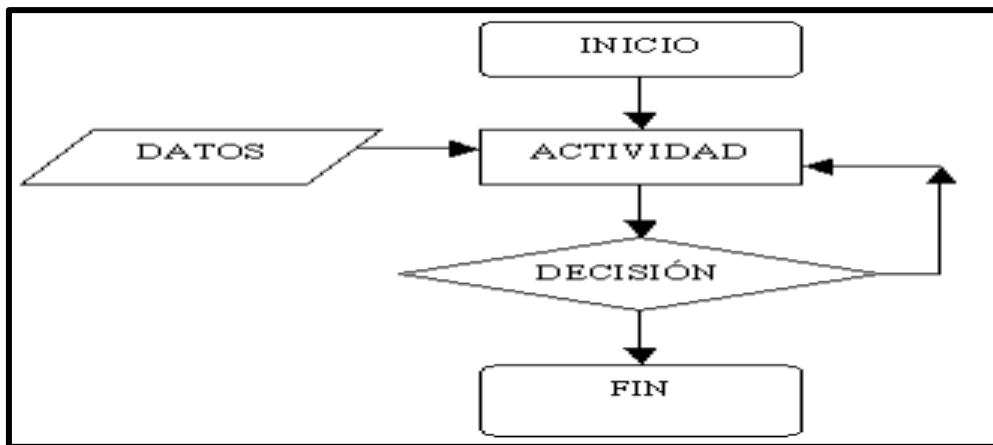 INICIO
DATOS
ACTIVIDAD
DECISIÓN
FIN